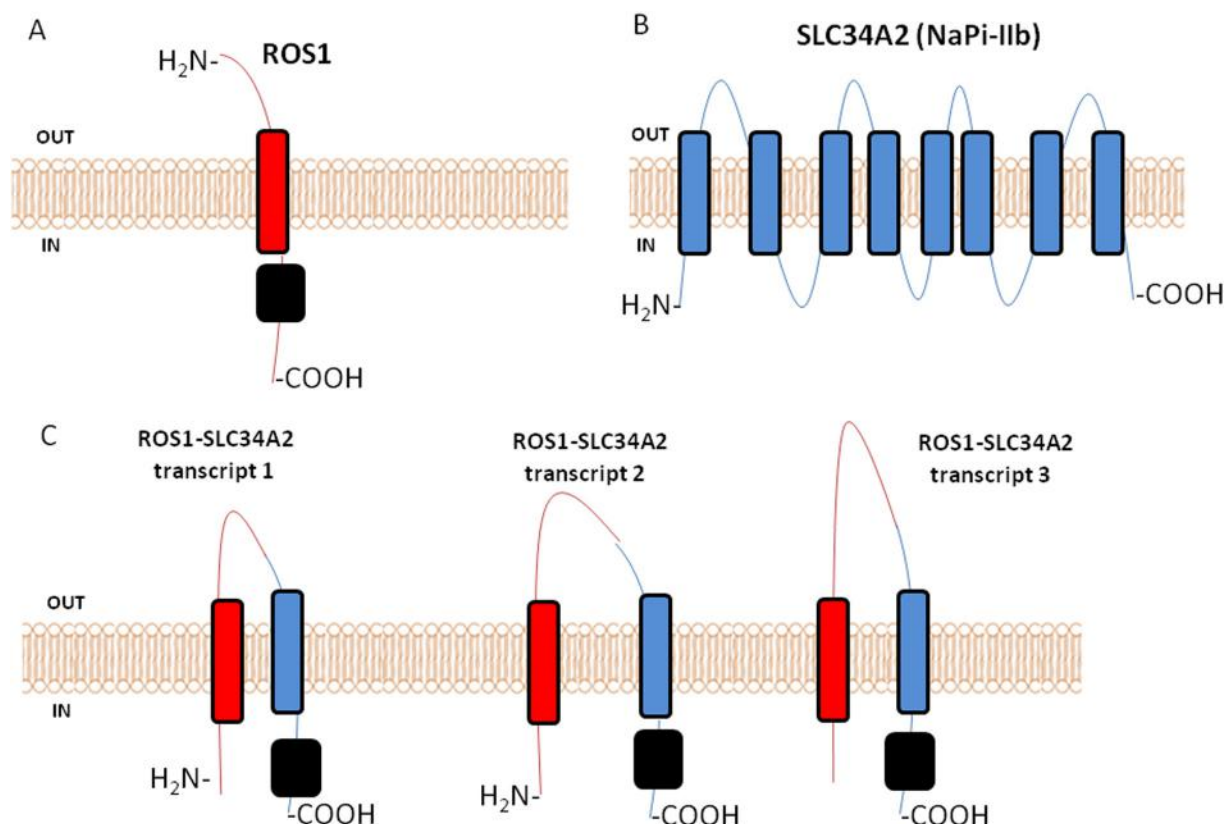 A
ROS1
H₂N-
OUT
IN
-COOH
B
SLC34A2 (NaPi-IIb)
OUT
IN
H₂N-
-COOH
C
ROS1-SLC34A2
transcript 1
ROS1-SLC34A2
transcript 2
ROS1-SLC34A2
transcript 3
OUT
IN
H₂N-
-COOH
H₂N-
-COOH
-COOH